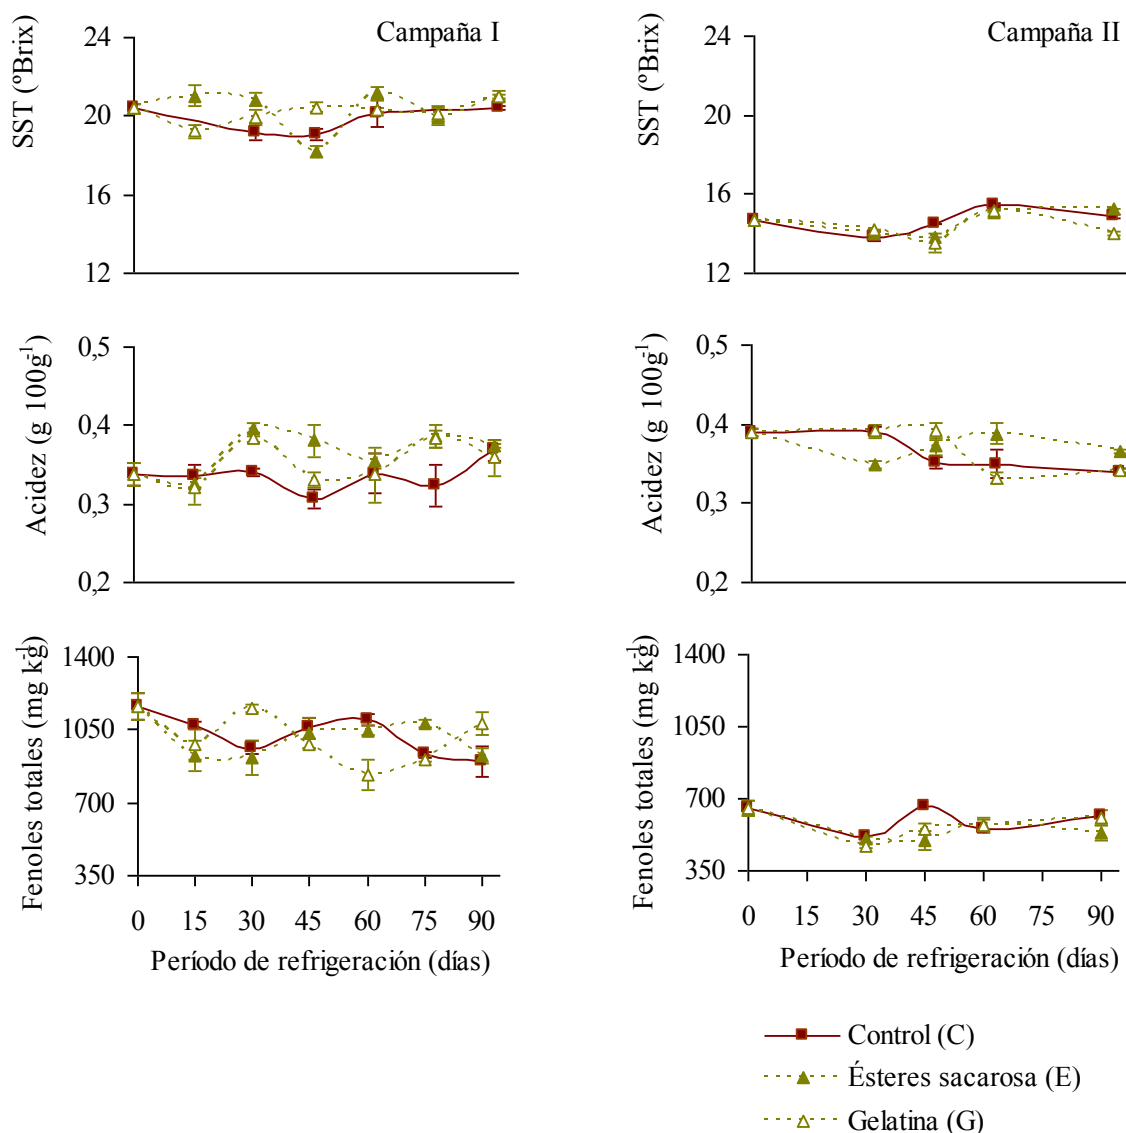 SST (ºBrix)
24
20
16
12
Campaña I
SST (ºBrix)
24
20
16
12
Campaña II
Acidez (g 100g-1)
0,5
0,4
0,3
0,2
Acidez (g 100g-1)
0,5
0,4
0,3
0,2
Fenoles totales (mg kg-1)
1400
1050
700
350
0 15 30 45 60 75 90
Período de refrigeración (días)
Fenoles totales (mg kg-1)
1400
1050
700
350
0 15 30 45 60 75 90
Período de refrigeración (días)
Control (C)
Ésteres sacarosa (E)
Gelatina (G)